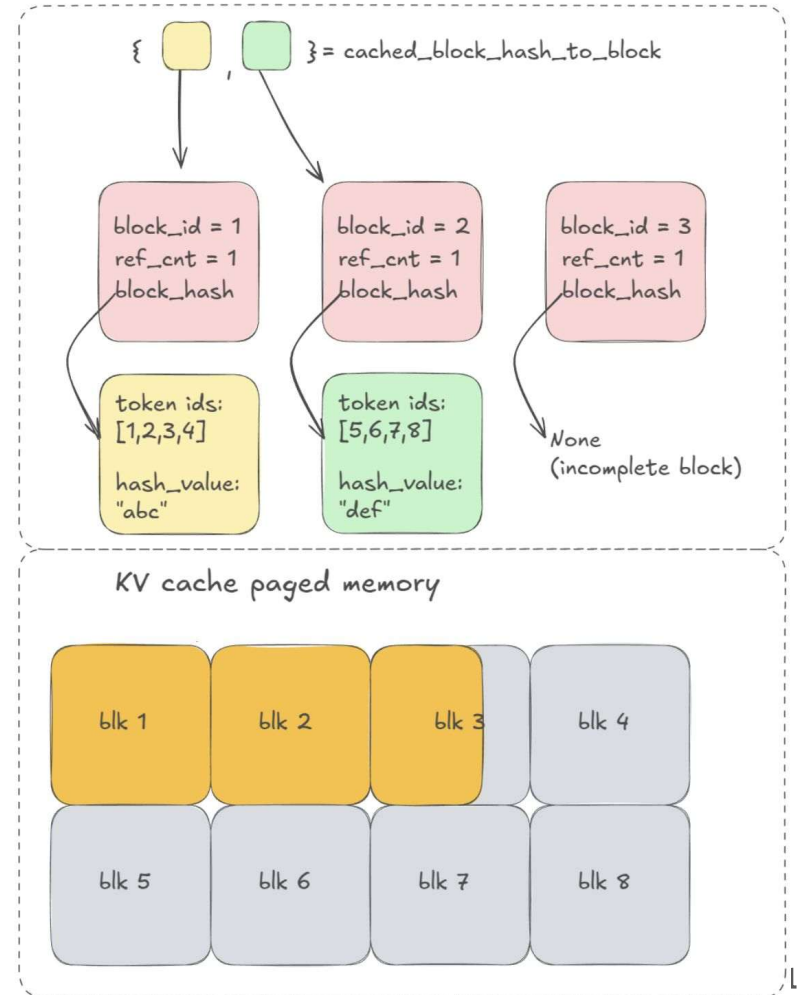 { , } = cached_block_hash_to_block
block_id = 1
ref_cnt = 1
block_hash
block_id = 2
ref_cnt = 1
block_hash
block_id = 3
ref_cnt = 1
block_hash
token ids:
[1,2,3,4]
hash_value:
"abc"
token ids:
[5,6,7,8]
hash_value:
"def"
None
(incomplete block)
KV cache paged memory
blk 1
blk 2
blk 3
blk 4
blk 5
blk 6
blk 7
blk 8
L